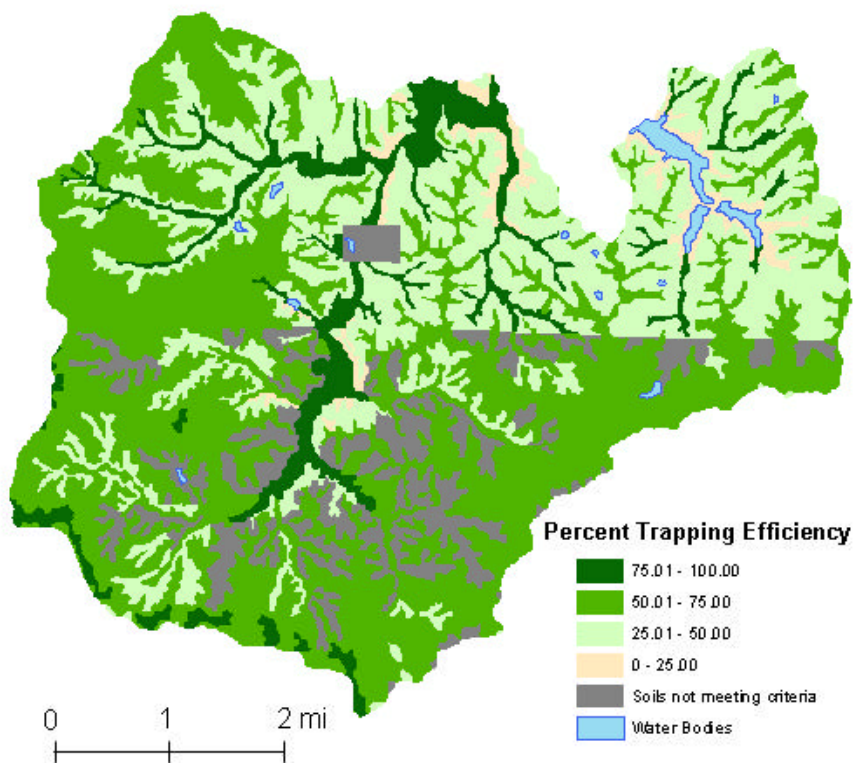 Percent Trapping Efficiency
75.01 - 100.00
50.01 - 75.00
25.01 - 50.00
0 - 25.00
Soils not meeting criteria
Water Bodies
0 1 2 mi